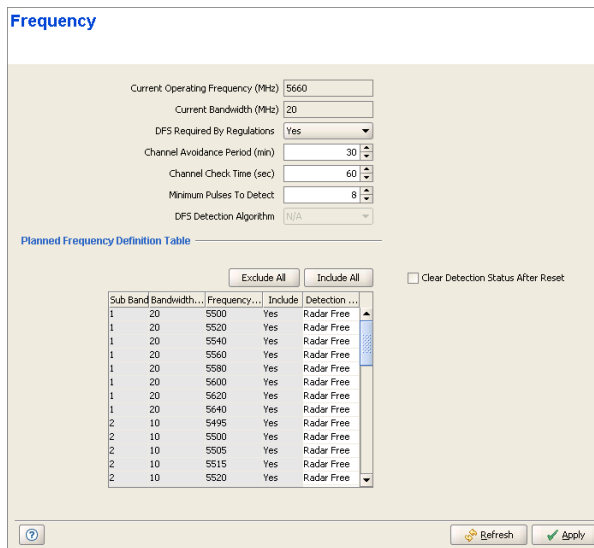 Frequency
Current Operating Frequency (MHz) 5660
Current Bandwidth (MHz) 20
DFS Required By Regulations Yes
Channel Avoidance Period (min) 30
Channel Check Time (sec) 60
Minimum Pulses To Detect 8
DFS Detection Algorithm N/A
Planned Frequency Definition Table
Exclude All Include All Clear Detection Status After Reset
Sub Band Bandwidth... Frequency... Include Detection ...
1 20 5500 Yes Radar Free
1 20 5520 Yes Radar Free
1 20 5540 Yes Radar Free
1 20 5560 Yes Radar Free
1 20 5580 Yes Radar Free
1 20 5600 Yes Radar Free
1 20 5620 Yes Radar Free
1 20 5640 Yes Radar Free
2 10 5495 Yes Radar Free
2 10 5500 Yes Radar Free
2 10 5505 Yes Radar Free
2 10 5515 Yes Radar Free
2 10 5520 Yes Radar Free
? Refresh Apply